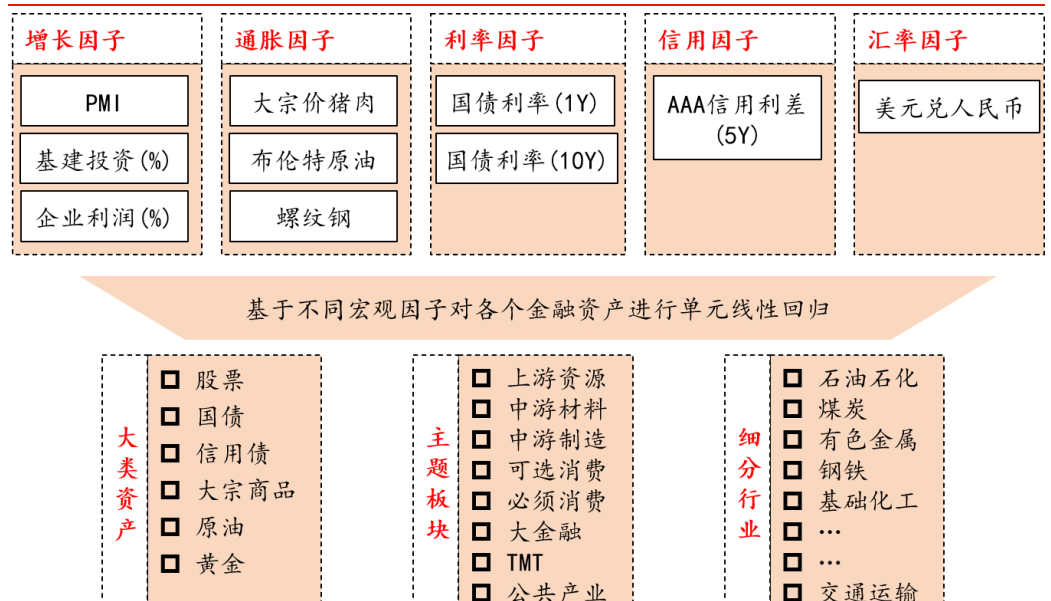 增长因子
PMI
基建投资(%)
企业利润(%)
通胀因子
大宗价猪肉
布伦特原油
螺纹钢
利率因子
国债利率(1Y)
国债利率(10Y)
信用因子
AAA信用利差
(5Y)
汇率因子
美元兑人民币
基于不同宏观因子对各个金融资产进行单元线性回归
大类资产
股票
国债
信用债
大宗商品
原油
黄金
主题板块
上游资源
中游材料
中游制造
可选消费
必须消费
大金融
TMT
公共产业
细分行业
石油石化
煤炭
有色金属
钢铁
基础化工
…
…
交通运输